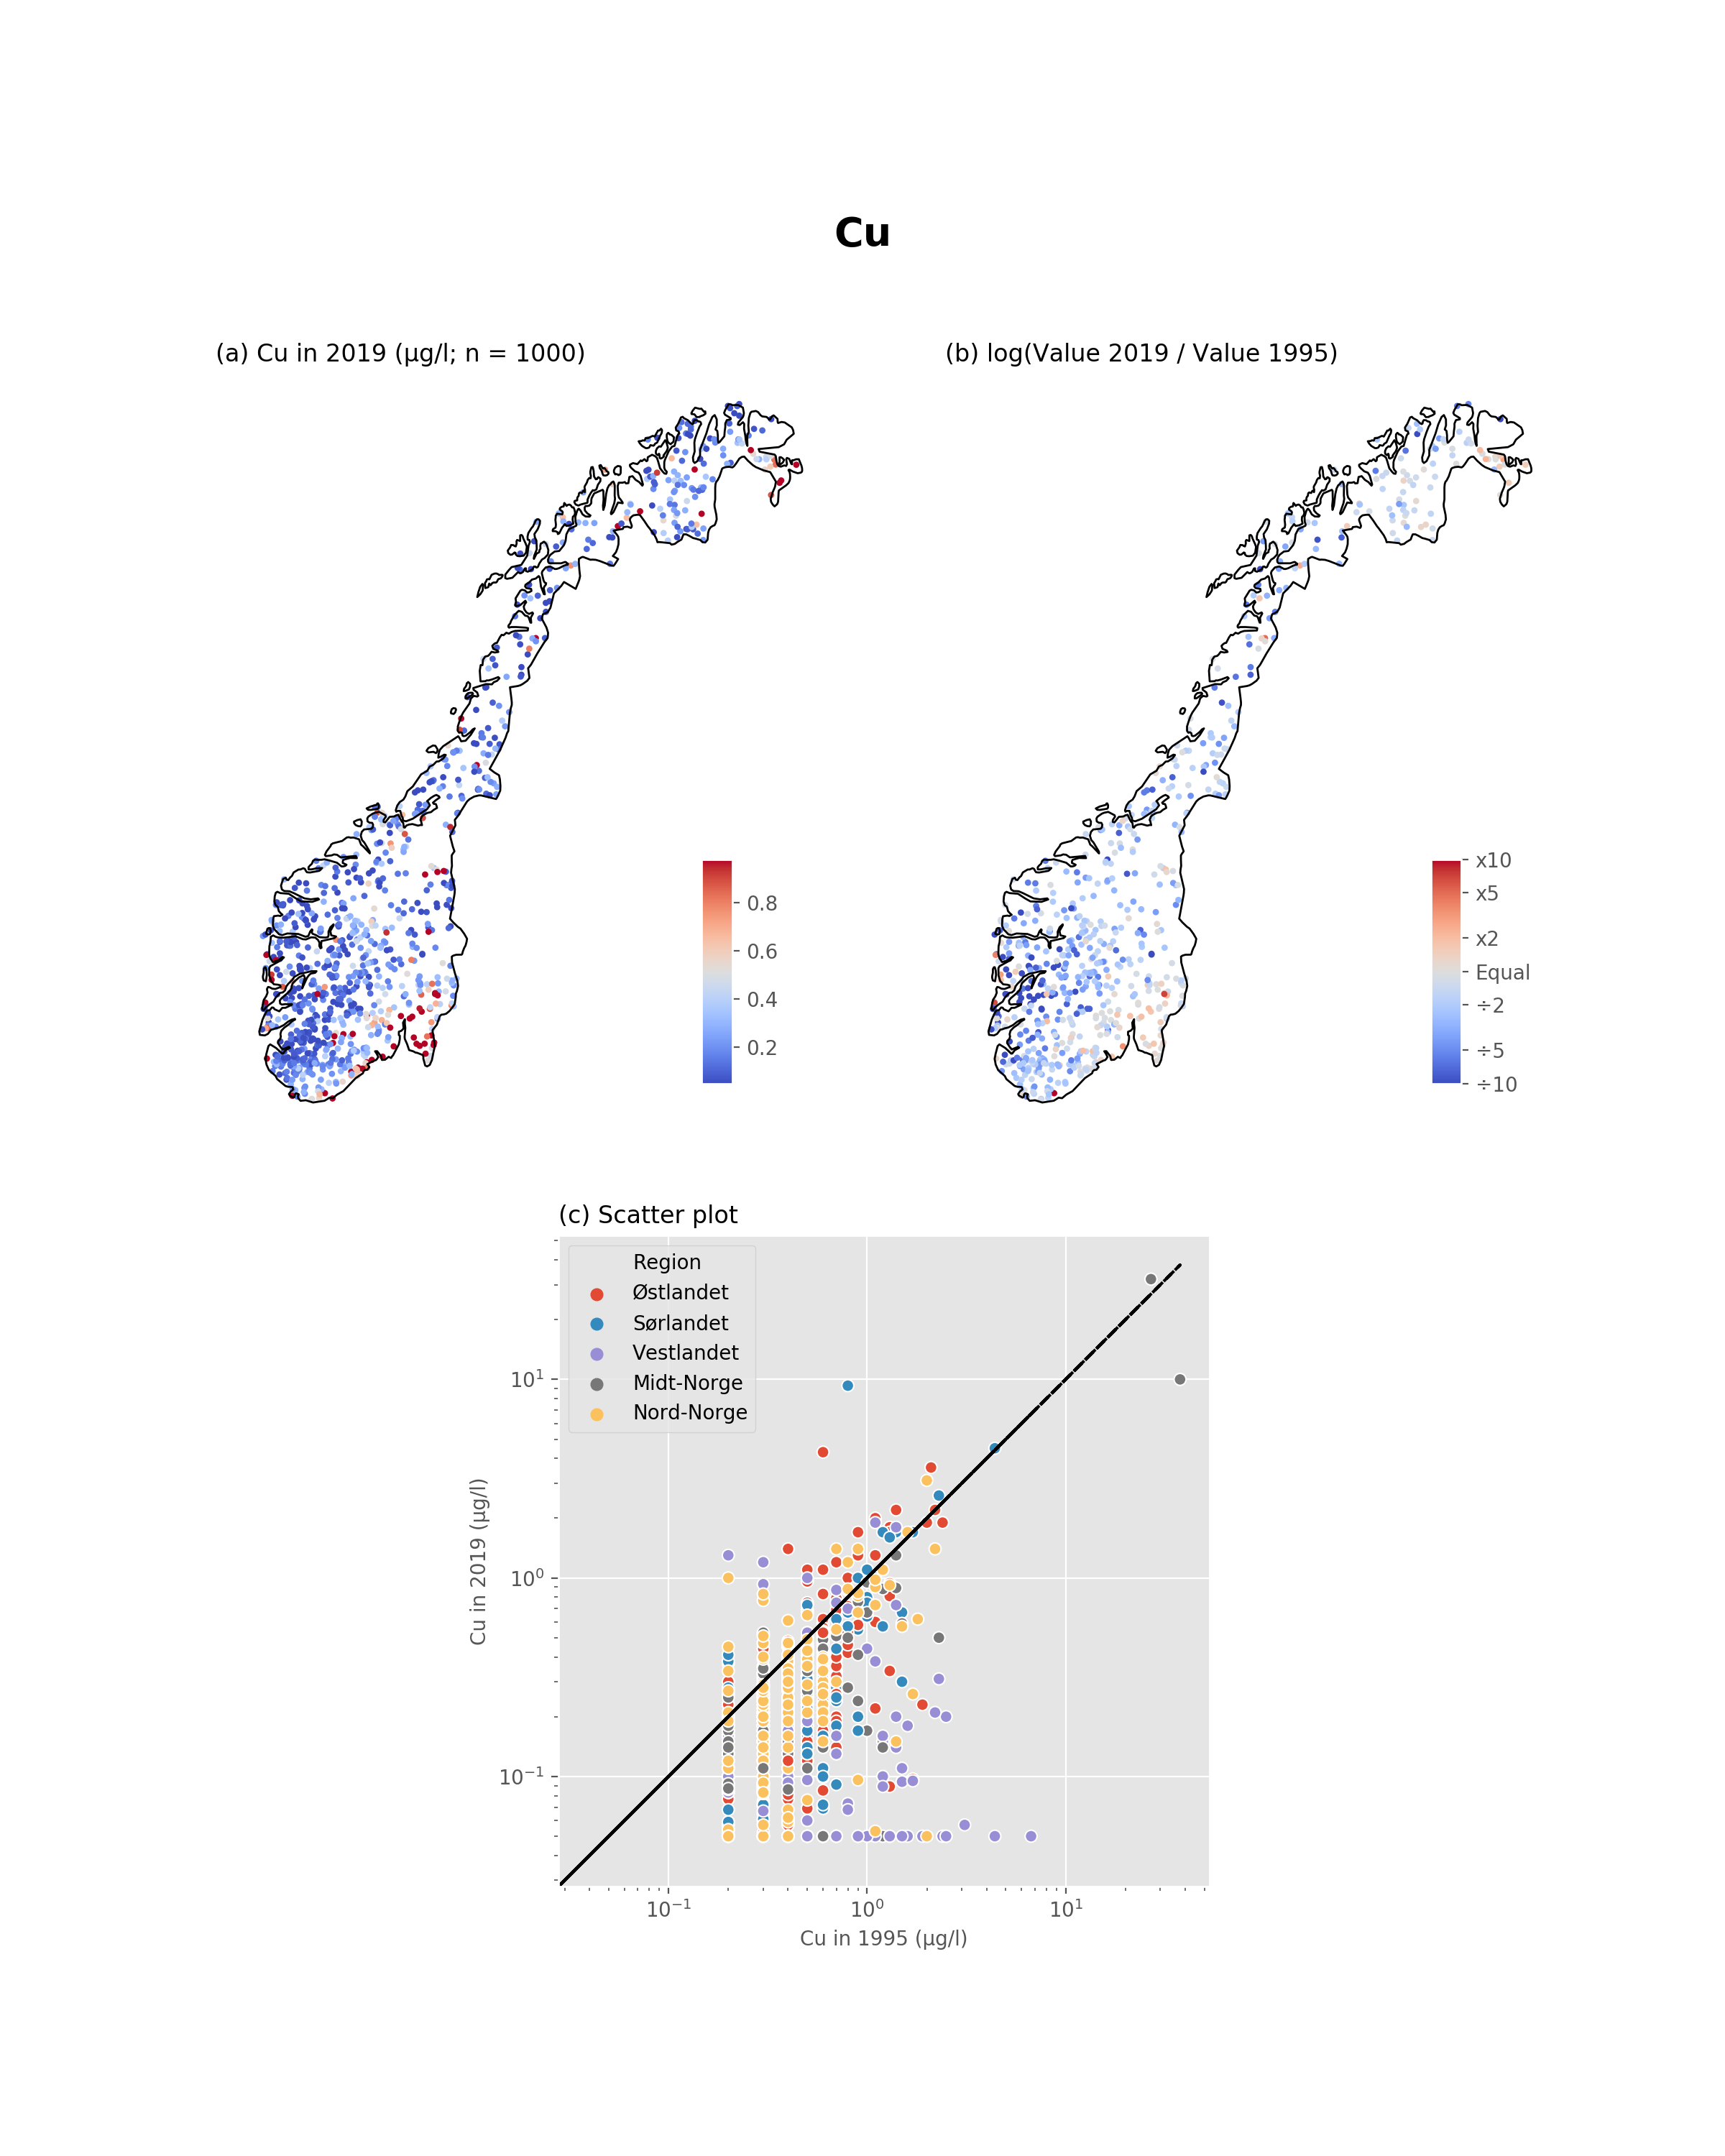 Cu
(a) Cu in 2019 (µg/l; n = 1000)
(b) log(Value 2019 / Value 1995)
0.8
0.6
0.4
0.2
x10
x5
x2
Equal
÷2
÷5
÷10
(c) Scatter plot
Region
Østlandet
Sørlandet
Vestlandet
Midt-Norge
Nord-Norge
10¹
10⁰
10⁻¹
Cu in 2019 (µg/l)
10⁻¹
10⁰
10¹
Cu in 1995 (µg/l)